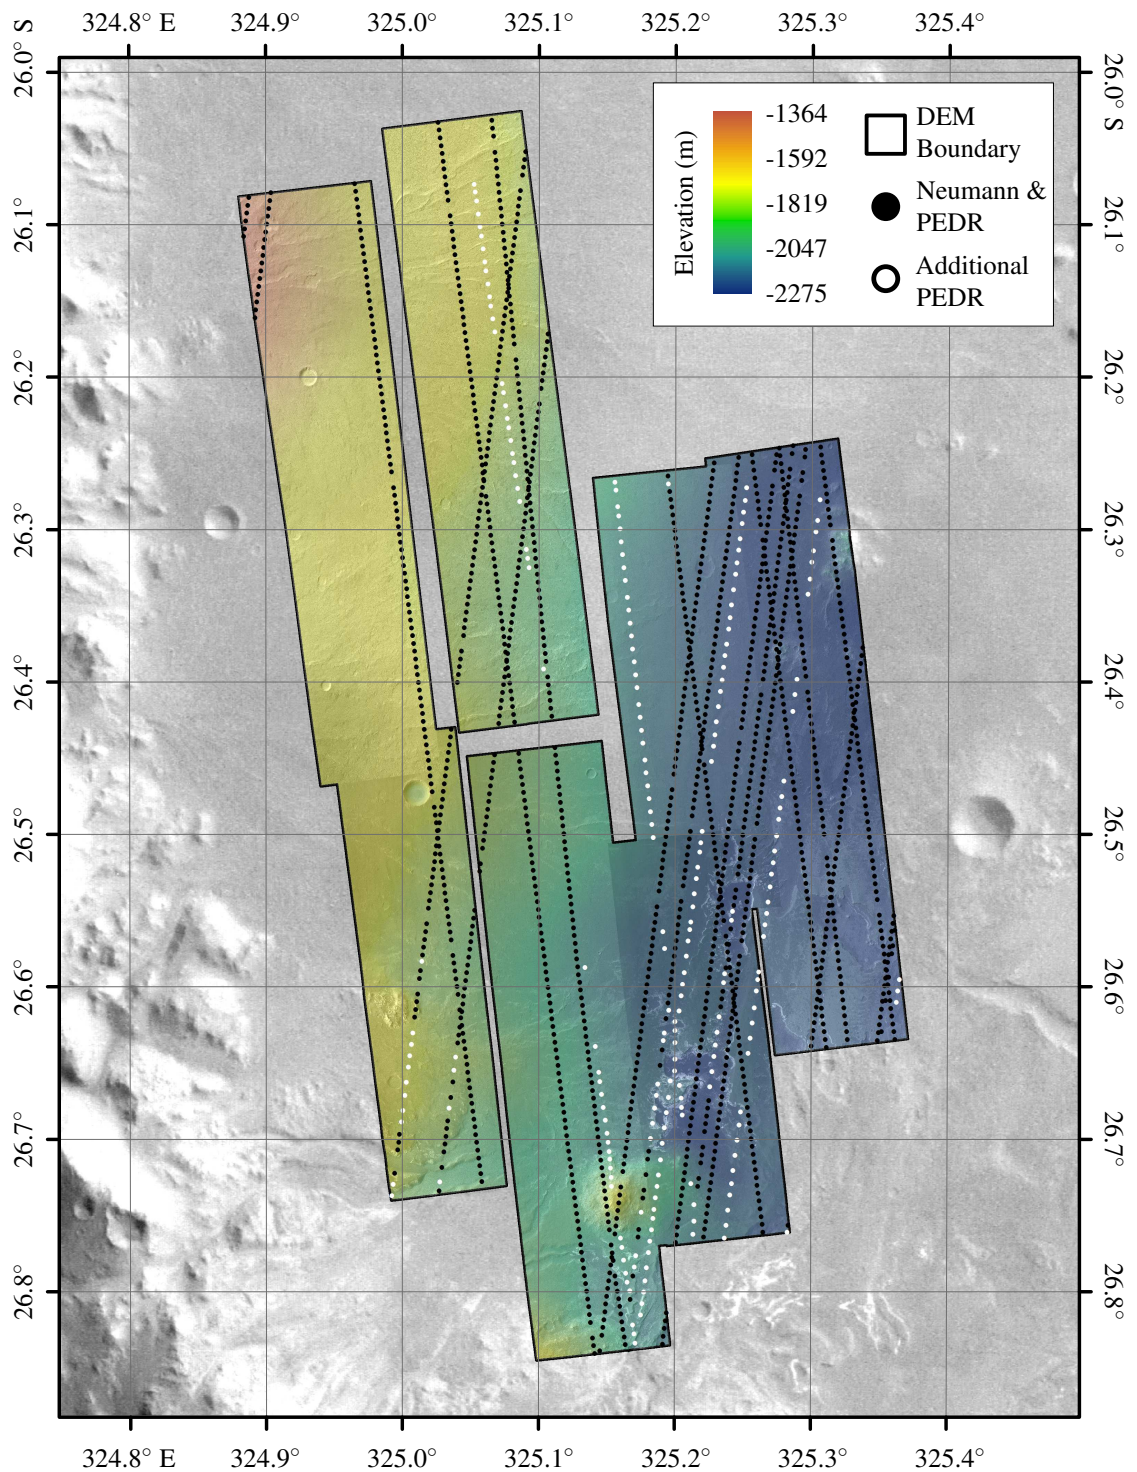 324.8° E 324.9° 325.0° 325.1° 325.2° 325.3° 325.4°
26.0° S
26.1°
26.2°
26.3°
26.4°
26.5°
26.6°
26.7°
26.8°
Elevation (m)
-1364
-1592
-1819
-2047
-2275
DEM
Boundary
Neumann &
PEDR
Additional
PEDR
26.0° S
26.1°
26.2°
26.3°
26.4°
26.5°
26.6°
26.7°
26.8°
324.8° E 324.9° 325.0° 325.1° 325.2° 325.3° 325.4°